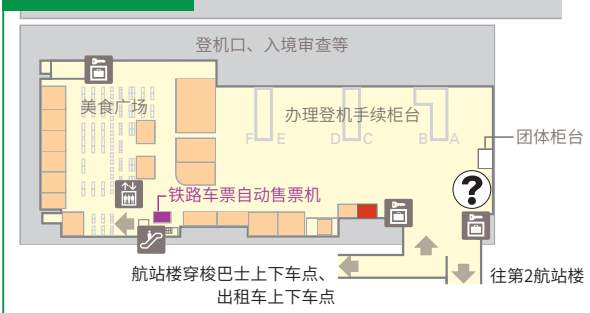 登机口、入境审查等
美食广场
办理登机手续柜台
F E D C B A
团体柜台
?
铁路车票自动售票机
航站楼穿梭巴士上下车点、
出租车上下车点
往第2航站楼